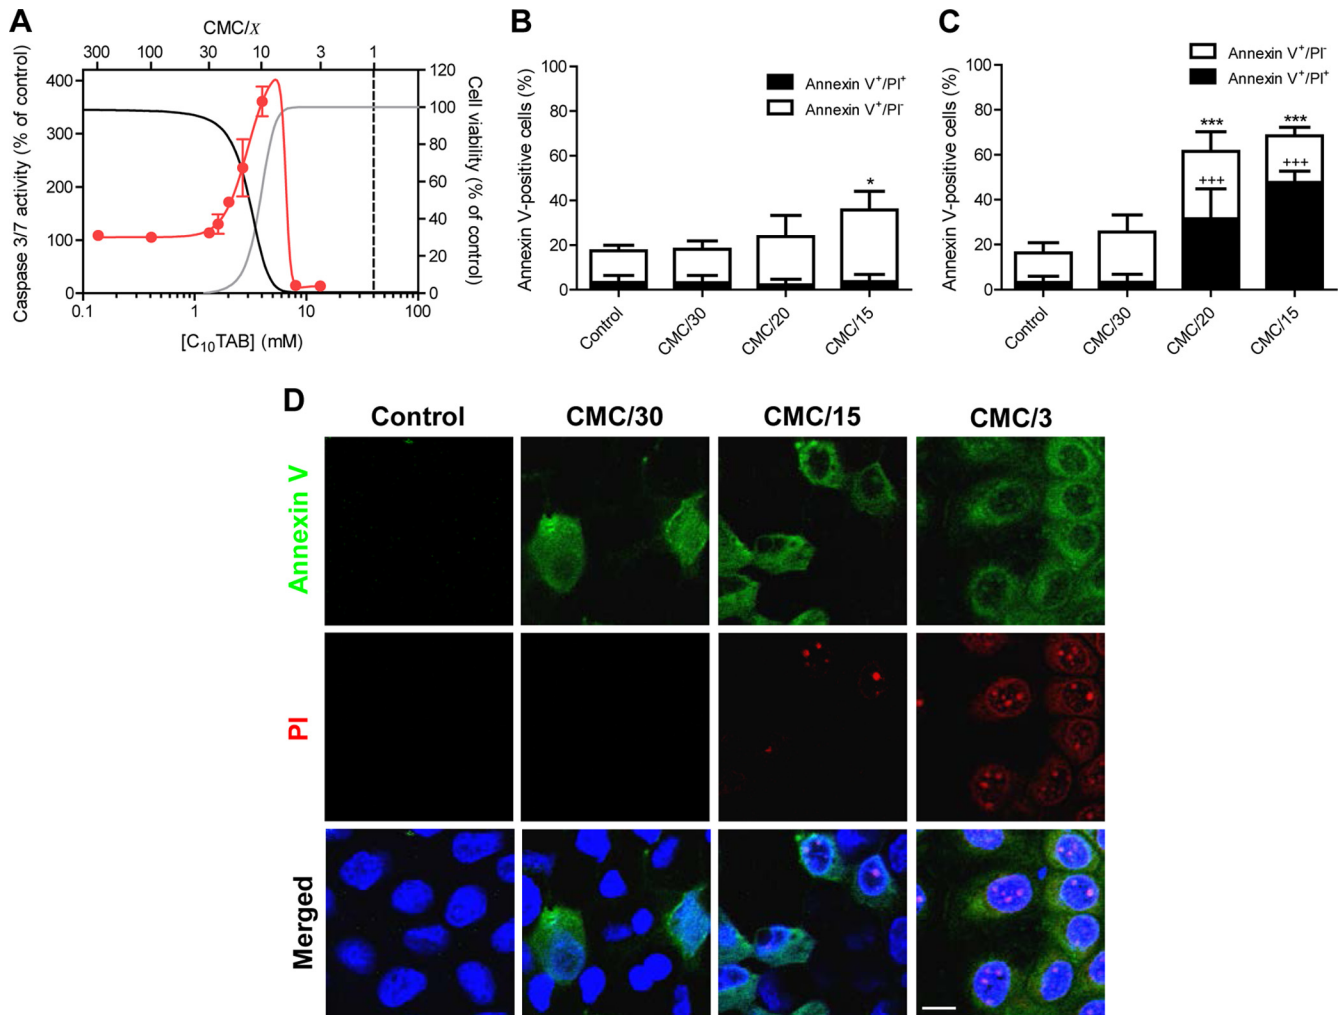 A
CMC/X
300 100 30 10 3 1
Caspase 3/7 activity (% of control)
400
300
200
100
0
120
100
80
60
40
20
0
Cell viability (% of control)
0.1 1 10 100
[C₁₀TAB] (mM)
B
Annexin V-positive cells (%)
100
80
60
40
20
0
Annexin V⁺/PI⁺
Annexin V⁺/PI⁻
*
Control CMC/30 CMC/20 CMC/15
C
Annexin V-positive cells (%)
100
80
60
40
20
0
Annexin V⁺/PI⁻
Annexin V⁺/PI⁺
*** ***
+++ +++
Control CMC/30 CMC/20 CMC/15
D
Control CMC/30 CMC/15 CMC/3
Annexin V
PI
Merged